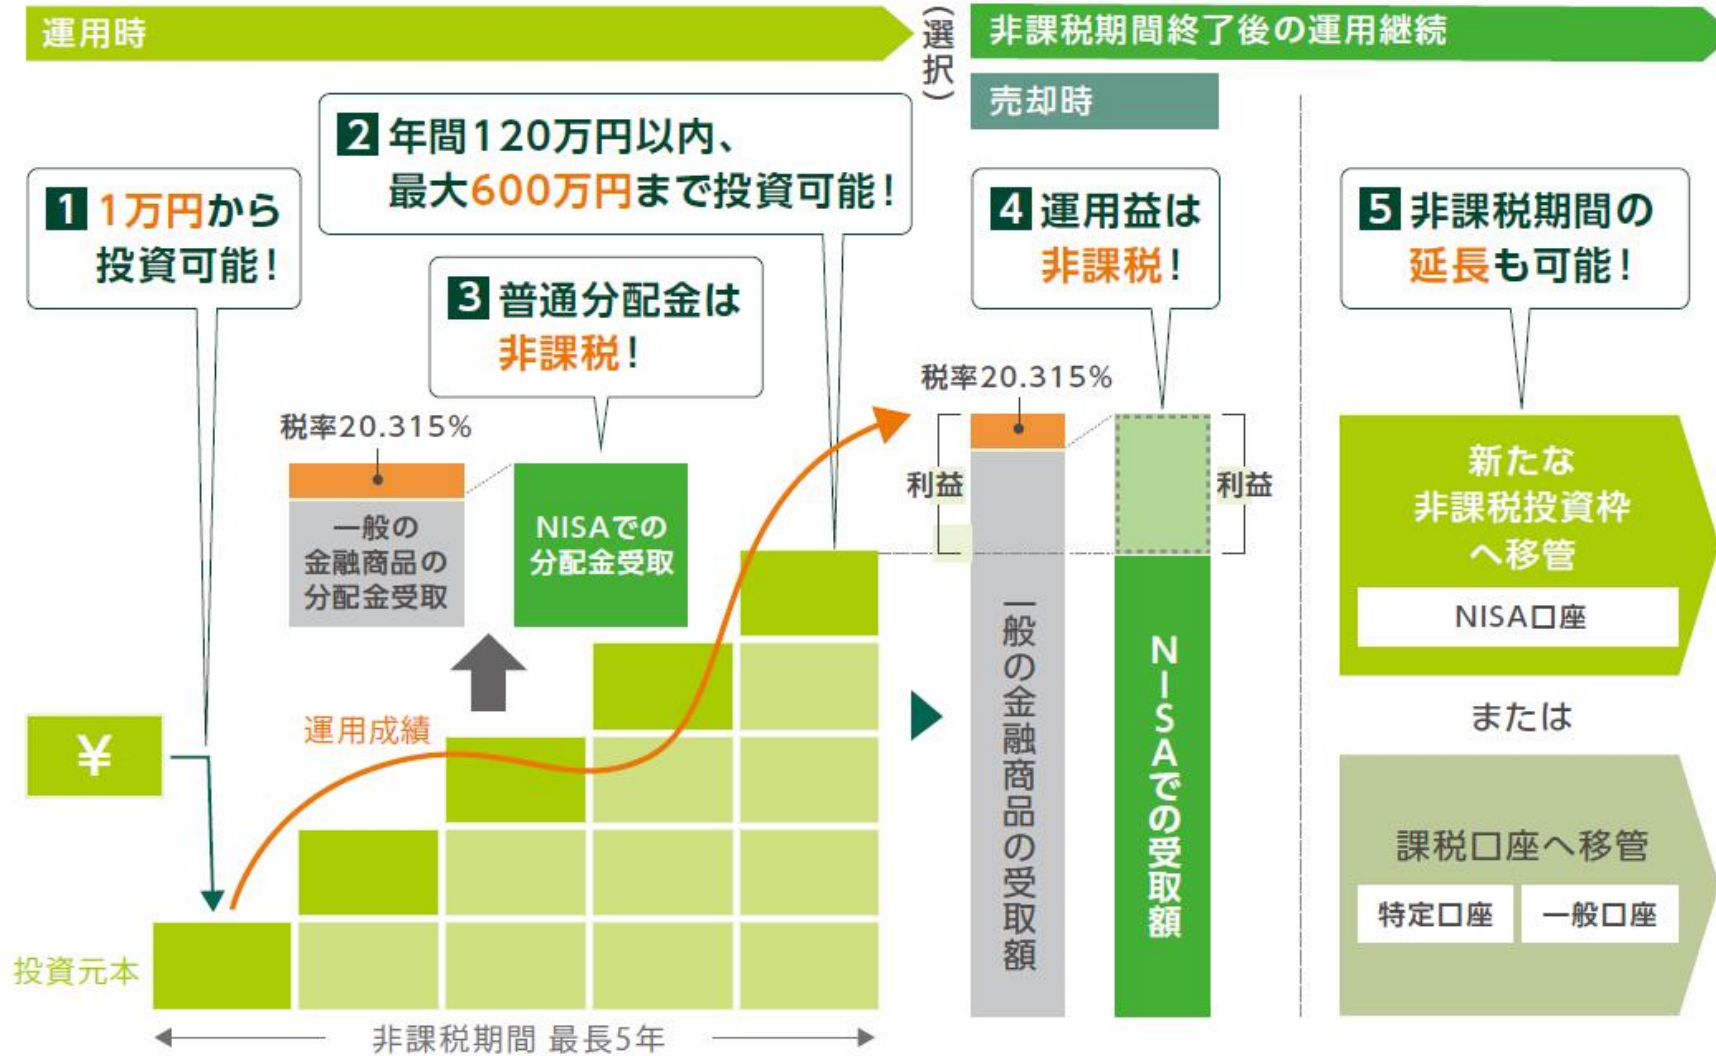 運用時
(選択)
非課税期間終了後の運用継続
売却時
1 1万円から
投資可能!
2 年間120万円以内、
最大600万円まで投資可能!
3 普通分配金は
非課税!
4 運用益は
非課税!
5 非課税期間の
延長も可能!
税率20.315%
一般の
金融商品の
分配金受取
NISAでの
分配金受取
運用成績
¥
投資元本
非課税期間 最長5年
税率20.315%
利益
利益
一般の金融商品の受取額
NISAでの受取額
新たな
非課税投資枠
へ移管
NISA口座
または
課税口座へ移管
特定口座
一般口座